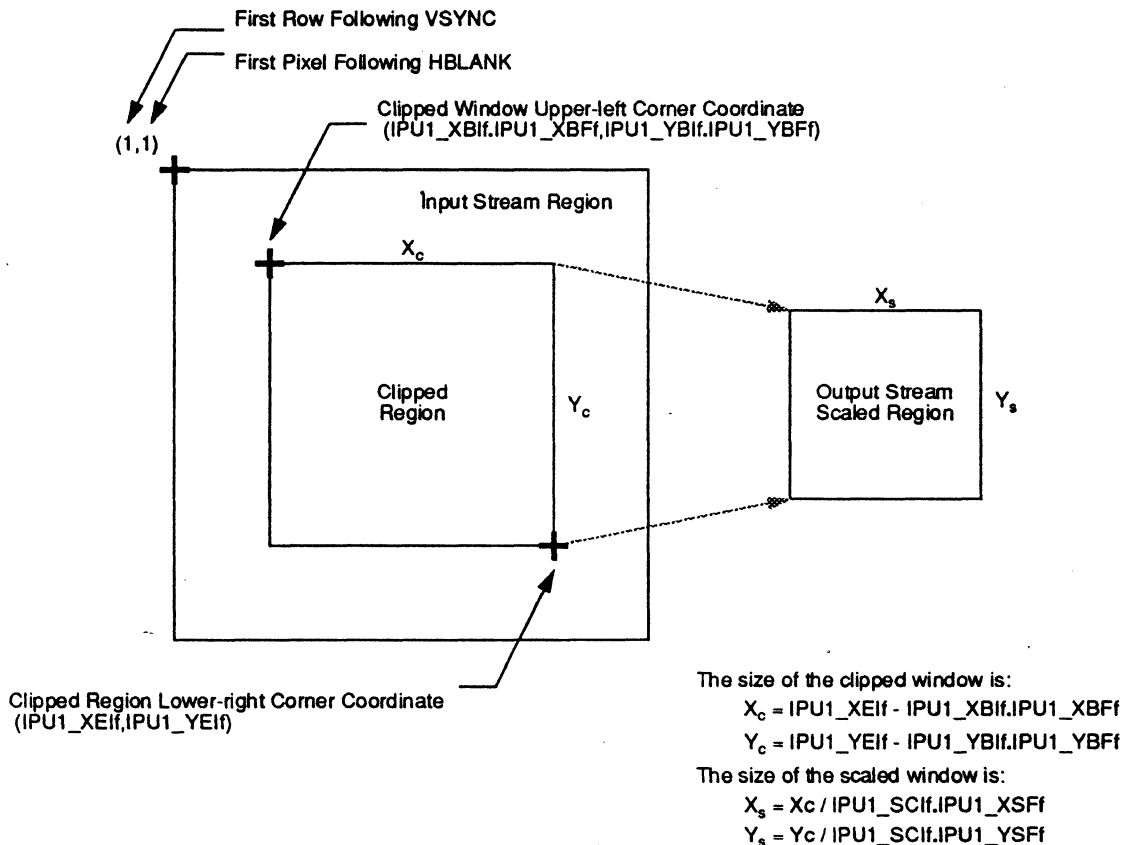 First Row Following VSYNC
First Pixel Following HBLANK
(1,1)
Clipped Window Upper-left Corner Coordinate
(IPU1_XBIf.IPU1_XBFf,IPU1_YBIf.IPU1_YBFf)
Input Stream Region
Xc
Xs
Clipped
Region
Yc
Output Stream
Scaled Region
Ys
Clipped Region Lower-right Corner Coordinate
(IPU1_XEIf,IPU1_YEIf)
The size of the clipped window is:
Xc = IPU1_XEIf - IPU1_XBIf.IPU1_XBFf
Yc = IPU1_YEIf - IPU1_YBIf.IPU1_YBFf
The size of the scaled window is:
Xs = Xc / IPU1_SCIf.IPU1_XSFf
Ys = Yc / IPU1_SCIf.IPU1_YSFf